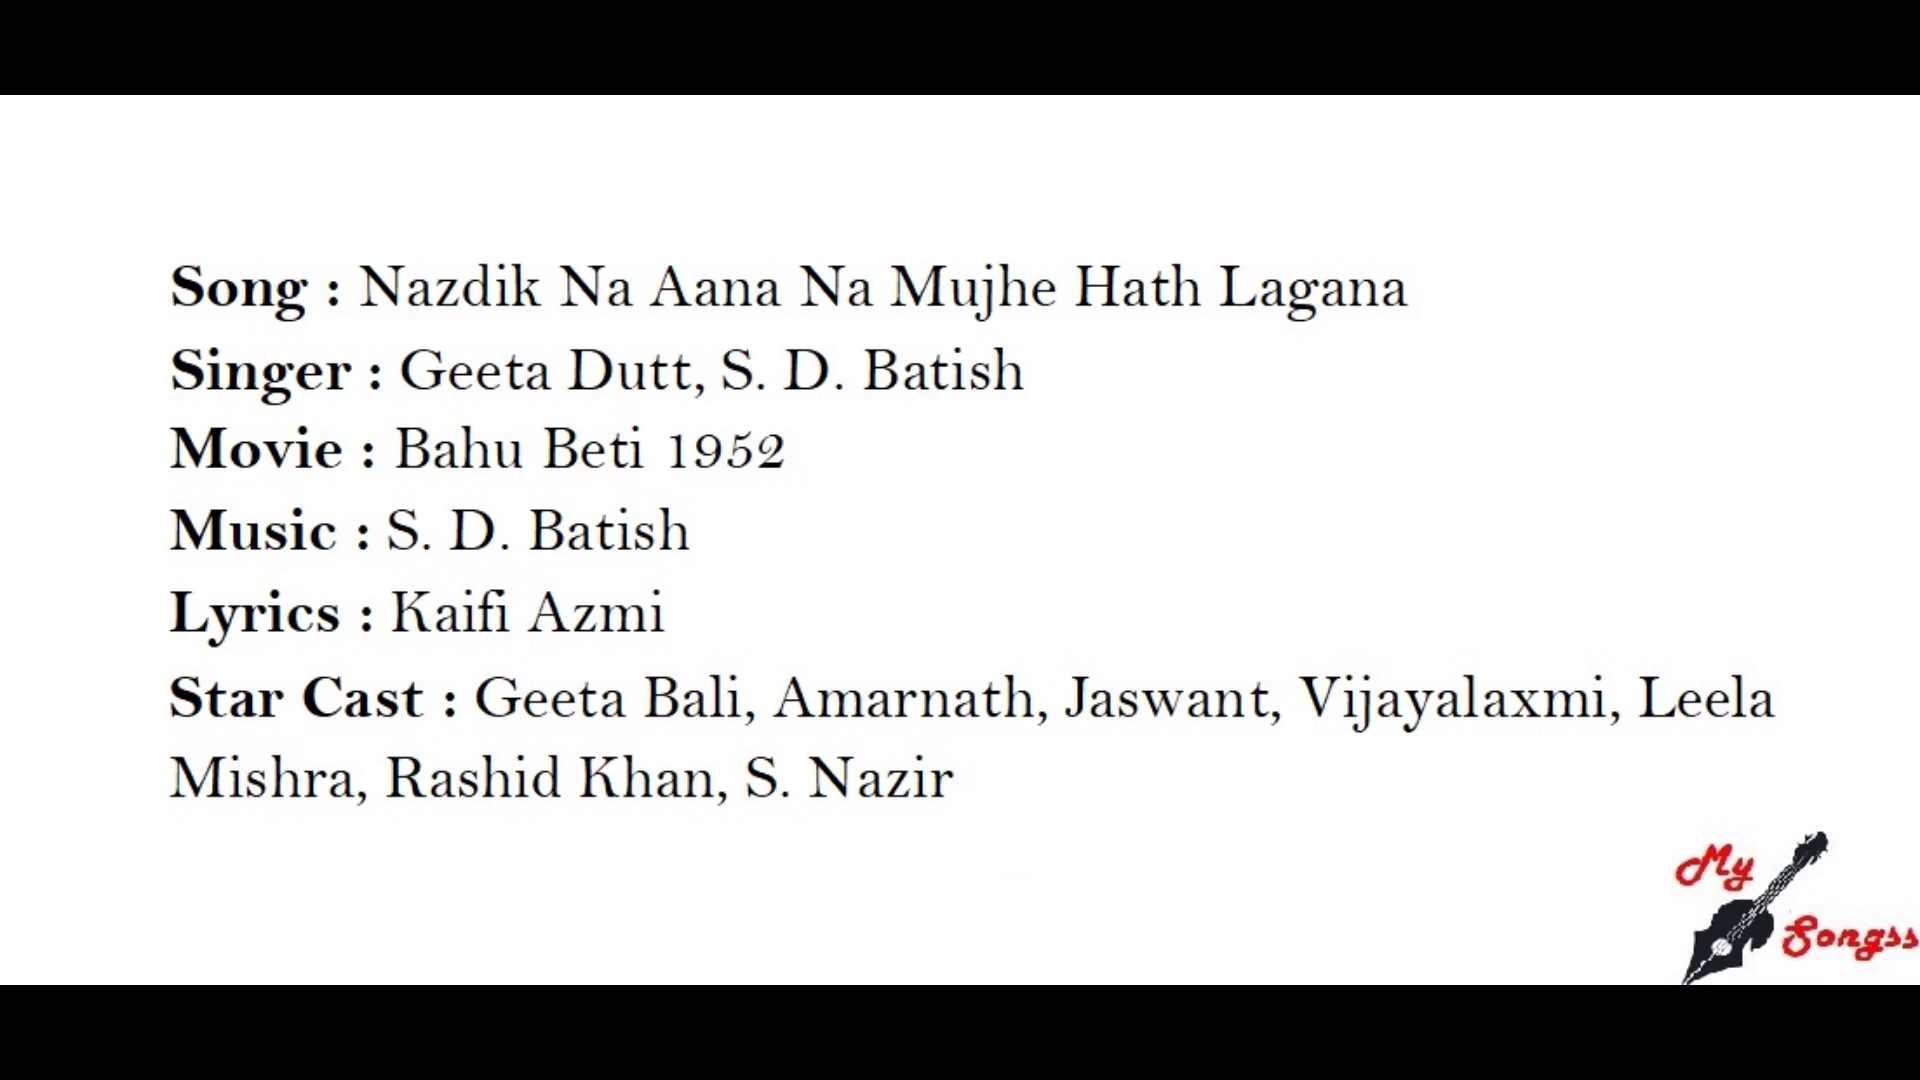 Song : Nazdik Na Aana Na Mujhe Hath Lagana
Singer : Geeta Dutt, S. D. Batish
Movie : Bahu Beti 1952
Music : S. D. Batish
Lyrics : Kaifi Azmi
Star Cast : Geeta Bali, Amarnath, Jaswant, Vijayalaxmi, Leela
Mishra, Rashid Khan, S. Nazir
My
Songss